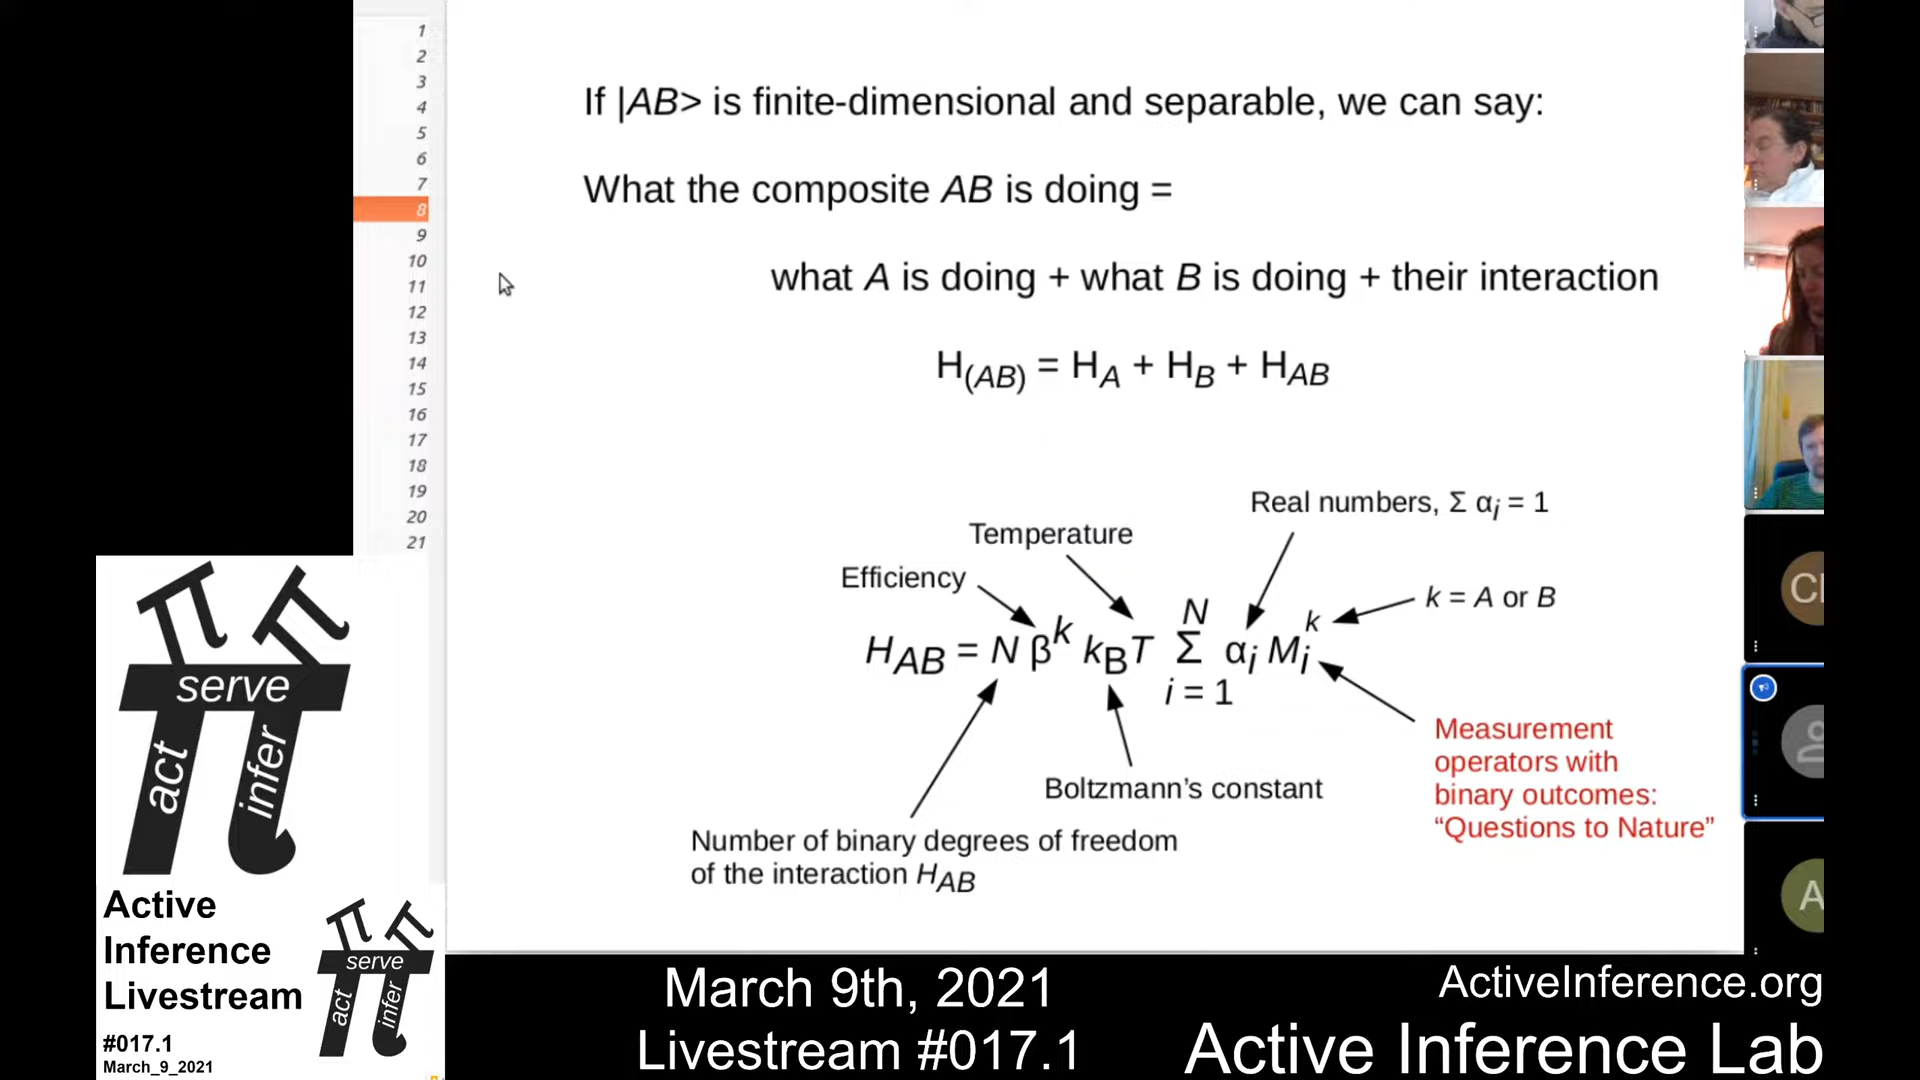 1
2
3
4
5
6
7
8
9
10
11
12
13
14
15
16
17
18
19
20
21
If |AB> is finite-dimensional and separable, we can say:
What the composite AB is doing =
what A is doing + what B is doing + their interaction
H(AB) = HA + HB + HAB
Real numbers, Σ αi = 1
Temperature
Efficiency
k = A or B
HAB = N β^k kBT Σ αi Mi^k
N
i = 1
Measurement
operators with
binary outcomes:
“Questions to Nature”
Boltzmann’s constant
Number of binary degrees of freedom
of the interaction HAB
A
serve
act
infer
serve
act
infer
Active
Inference
Livestream
#017.1
March_9_2021
March 9th, 2021
Livestream #017.1
ActiveInference.org
Active Inference Lab